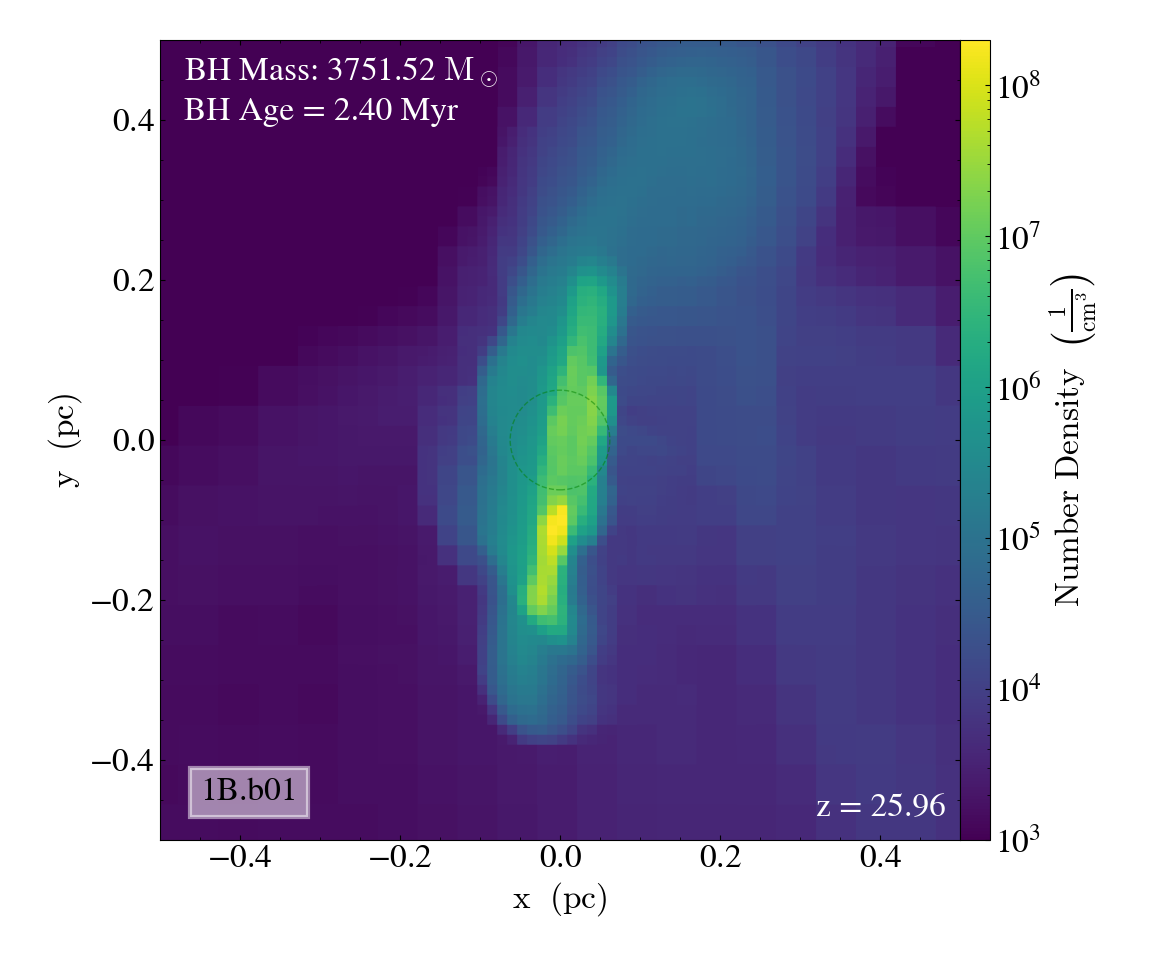 BH Mass: 3751.52 M⊙
BH Age = 2.40 Myr
0.4
0.2
0.0
−0.2
−0.4
y (pc)
1B.b01
z = 25.96
−0.4 −0.2 0.0 0.2 0.4
x (pc)
10⁸
10⁷
10⁶
10⁵
10⁴
10³
Number Density (1/cm³)